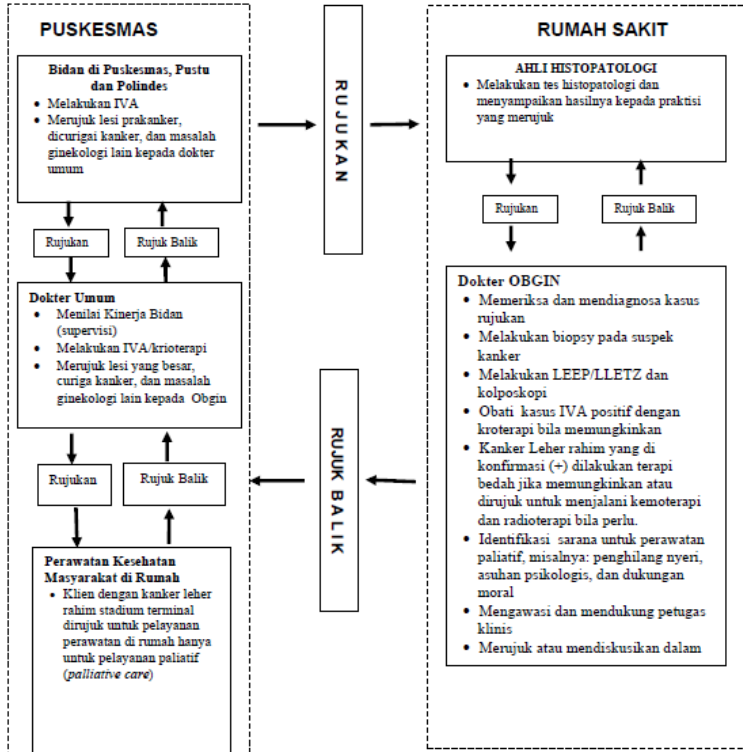 PUSKESMAS
Bidan di Puskesmas, Pustu
dan Polindes
• Melakukan IVA
• Merujuk lesi prakanker,
dicurigai kanker, dan masalah
ginekologi lain kepada dokter
umum
Rujukan
Rujuk Balik
Dokter Umum
• Menilai Kinerja Bidan
(supervisi)
• Melakukan IVA/krioterapi
• Merujuk lesi yang besar,
curiga kanker, dan masalah
ginekologi lain kepada Obgin
Rujukan
Rujuk Balik
Perawatan Kesehatan
Masyarakat di Rumah
• Klien dengan kanker leher
rahim stadium terminal
dirujuk untuk pelayanan
perawatan di rumah hanya
untuk pelayanan paliatif
(palliative care)
RUJUKAN
RUJUK BALIK
RUMAH SAKIT
AHLI HISTOPATOLOGI
• Melakukan tes histopatologi dan
menyampaikan hasilnya kepada praktisi
yang merujuk
Rujukan
Rujuk Balik
Dokter OBGIN
• Memeriksa dan mendiagnosa kasus
rujukan
• Melakukan biopsy pada suspek
kanker
• Melakukan LEEP/LLETZ dan
kolposkopi
• Obati kasus IVA positif dengan
kroterapi bila memungkinkan
• Kanker Leher rahim yang di
konfirmasi (+) dilakukan terapi
bedah jika memungkinkan atau
dirujuk untuk menjalani kemoterapi
dan radioterapi bila perlu.
• Identifikasi sarana untuk perawatan
paliatif, misalnya: penghilang nyeri,
asuhan psikologis, dan dukungan
moral
• Mengawasi dan mendukung petugas
klinis
• Merujuk atau mendiskusikan dalam